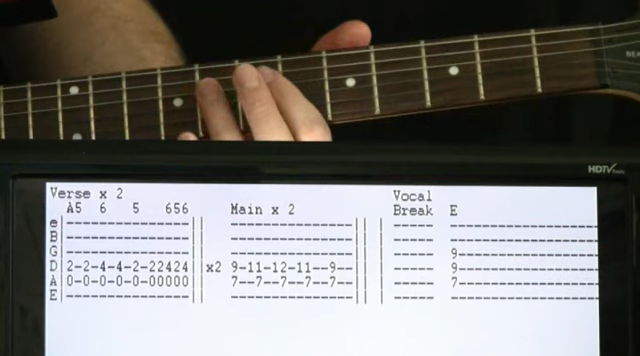 HDTV
Verse x 2 Vocal
A5 6 5 656 Main x 2 Break E
e|-----------------|| ----------------|| | ----- ----------------
B|-----------------|| ----------------|| | ----- ----------------
G|-----------------|| ----------------|| | ----- 9---------------
D|2-2-4-4-2-22424|| x2 9-11-12-11--9--|| | ----- 9---------------
A|0-0-0-0-0-00000|| 7--7--7--7--7--|| | ----- 7---------------
E|-----------------|| ----------------|| | ----- ----------------